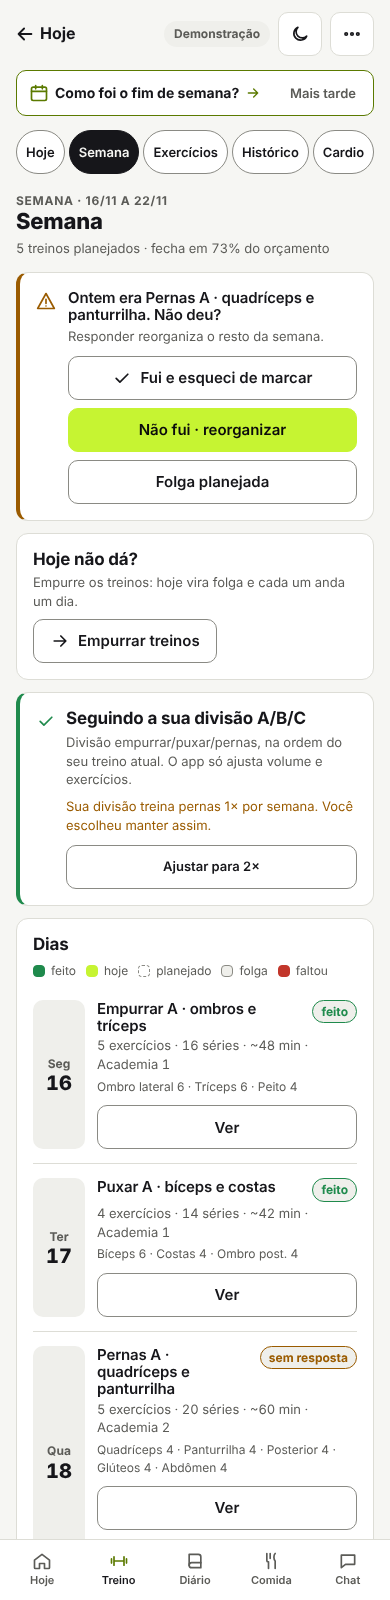 Hoje
Demonstração
Como foi o fim de semana?
Mais tarde
Hoje
Semana
Exercícios
Histórico
Cardio
SEMANA · 16/11 A 22/11
Semana
5 treinos planejados · fecha em 73% do orçamento
Ontem era Pernas A · quadríceps e
panturrilha. Não deu?
Responder reorganiza o resto da semana.
Fui e esqueci de marcar
Não fui · reorganizar
Folga planejada
Hoje não dá?
Empurre os treinos: hoje vira folga e cada um anda
um dia.
Empurrar treinos
Seguindo a sua divisão A/B/C
Divisão empurrar/puxar/pernas, na ordem do
seu treino atual. O app só ajusta volume e
exercícios.
Sua divisão treina pernas 1× por semana. Você
escolheu manter assim.
Ajustar para 2×
Dias
feito
hoje
planejado
folga
faltou
Seg
16
Empurrar A · ombros e
tríceps
feito
5 exercícios · 16 séries · ~48 min ·
Academia 1
Ombro lateral 6 · Tríceps 6 · Peito 4
Ver
Ter
17
Puxar A · bíceps e costas
feito
4 exercícios · 14 séries · ~42 min ·
Academia 1
Bíceps 6 · Costas 4 · Ombro post. 4
Ver
Qua
18
Pernas A ·
quadríceps e
panturrilha
sem resposta
5 exercícios · 20 séries · ~60 min ·
Academia 2
Quadríceps 4 · Panturrilha 4 · Posterior 4 ·
Glúteos 4 · Abdômen 4
Ver
Hoje
Treino
Diário
Comida
Chat